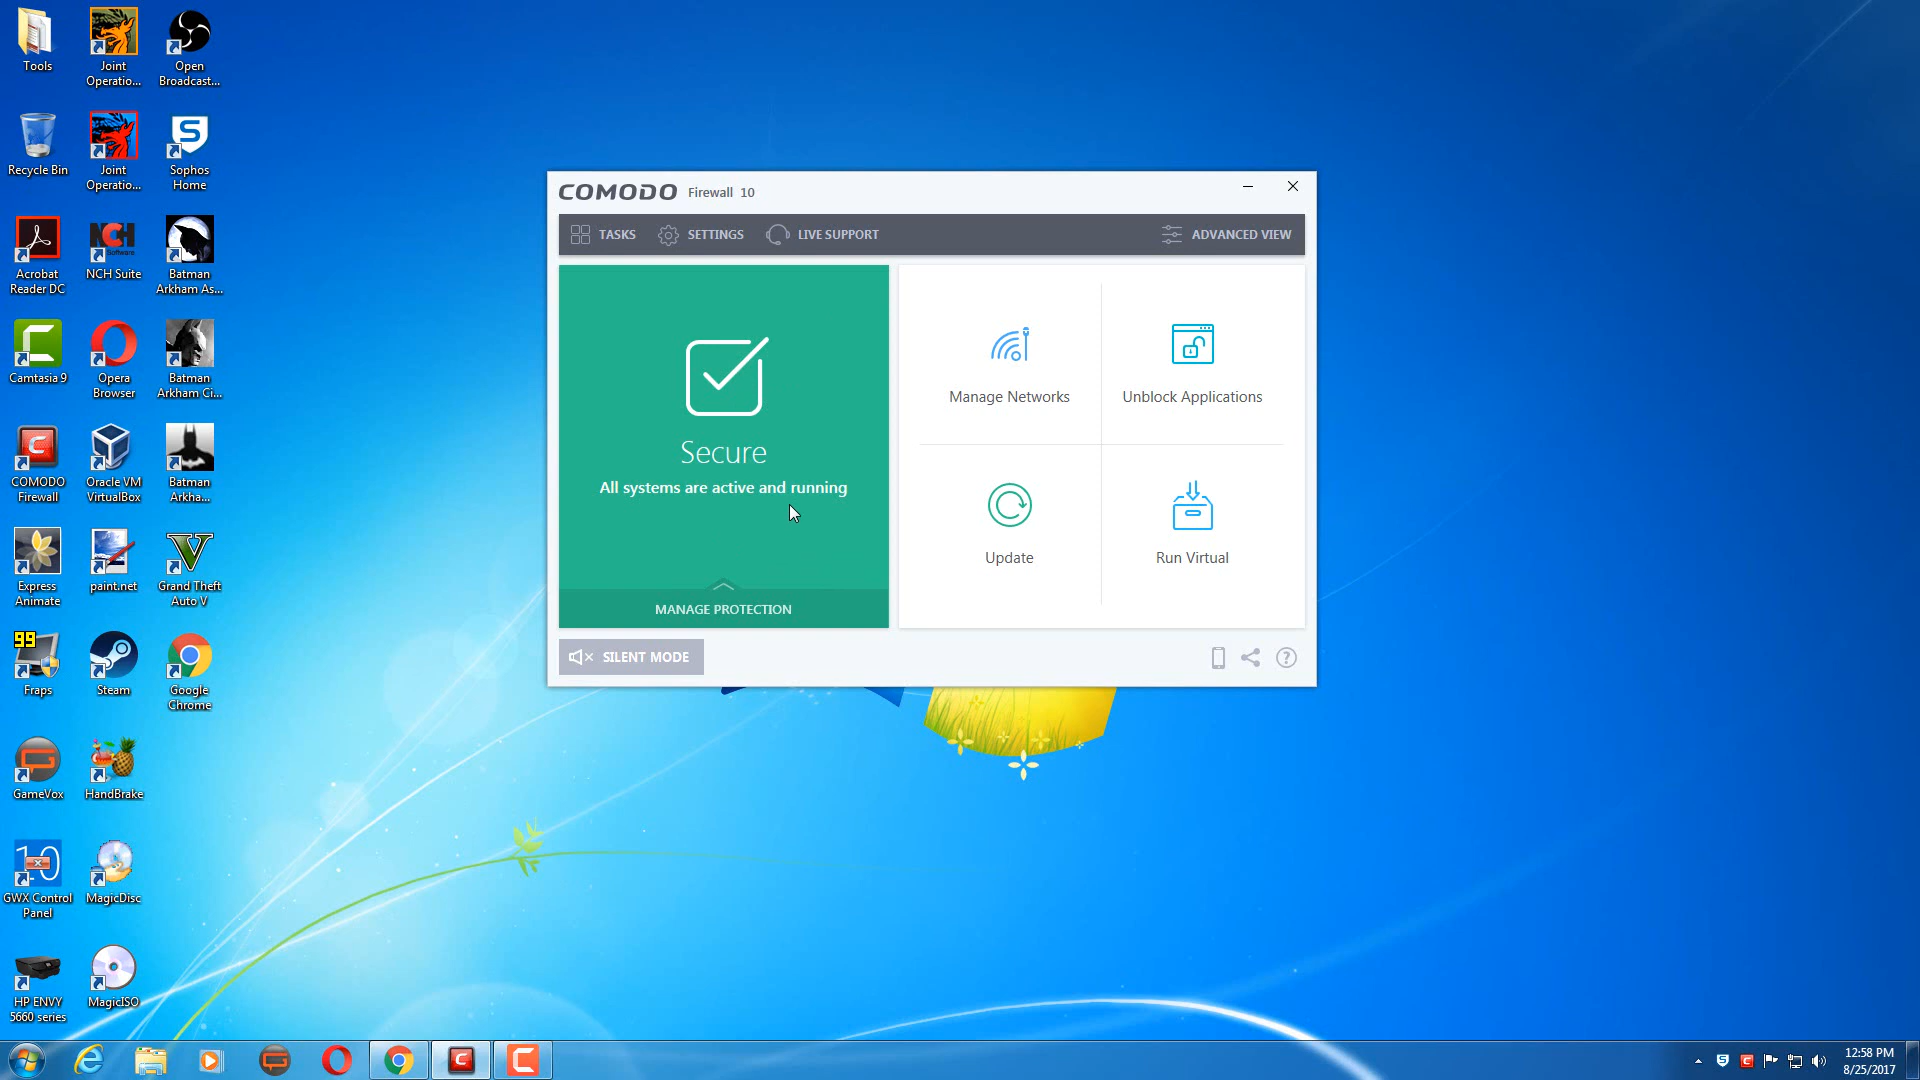 Tools
Joint
Operatio...
Open
Broadcast...
Recycle Bin
Joint
Operatio...
S
Sophos
Home
Acrobat
Reader DC
NCH
Software
NCH Suite
Batman
Arkham As...
Camtasia 9
Opera
Browser
Batman
Arkham Ci...
COMODO
Firewall
Oracle VM
VirtualBox
Batman
Arkha...
Express
Animate
paint.net
V
Grand Theft
Auto V
99
Fraps
Steam
Google
Chrome
GameVox
HandBrake
10
GWX Control
Panel
MagicDisc
HP ENVY
5660 series
MagicISO
COMODO Firewall 10
TASKS
SETTINGS
LIVE SUPPORT
ADVANCED VIEW
Secure
All systems are active and running
MANAGE PROTECTION
Manage Networks
Unblock Applications
Update
Run Virtual
SILENT MODE
?
12:58 PM
8/25/2017